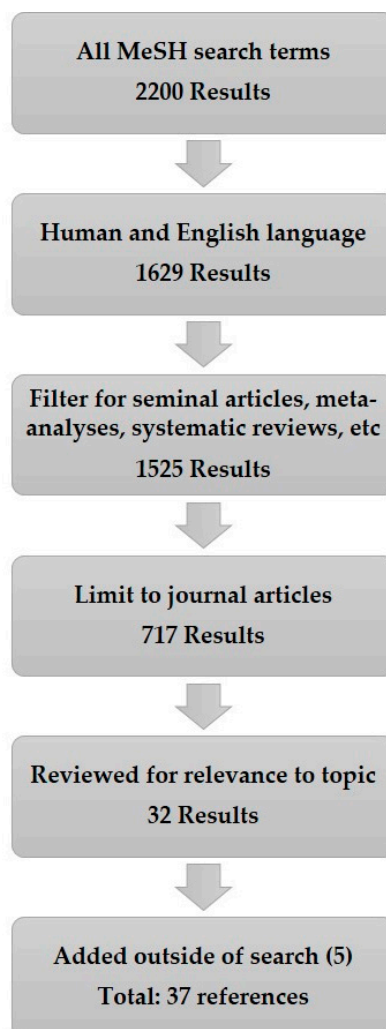 All MeSH search terms
2200 Results
Human and English language
1629 Results
Filter for seminal articles, meta-
analyses, systematic reviews, etc
1525 Results
Limit to journal articles
717 Results
Reviewed for relevance to topic
32 Results
Added outside of search (5)
Total: 37 references